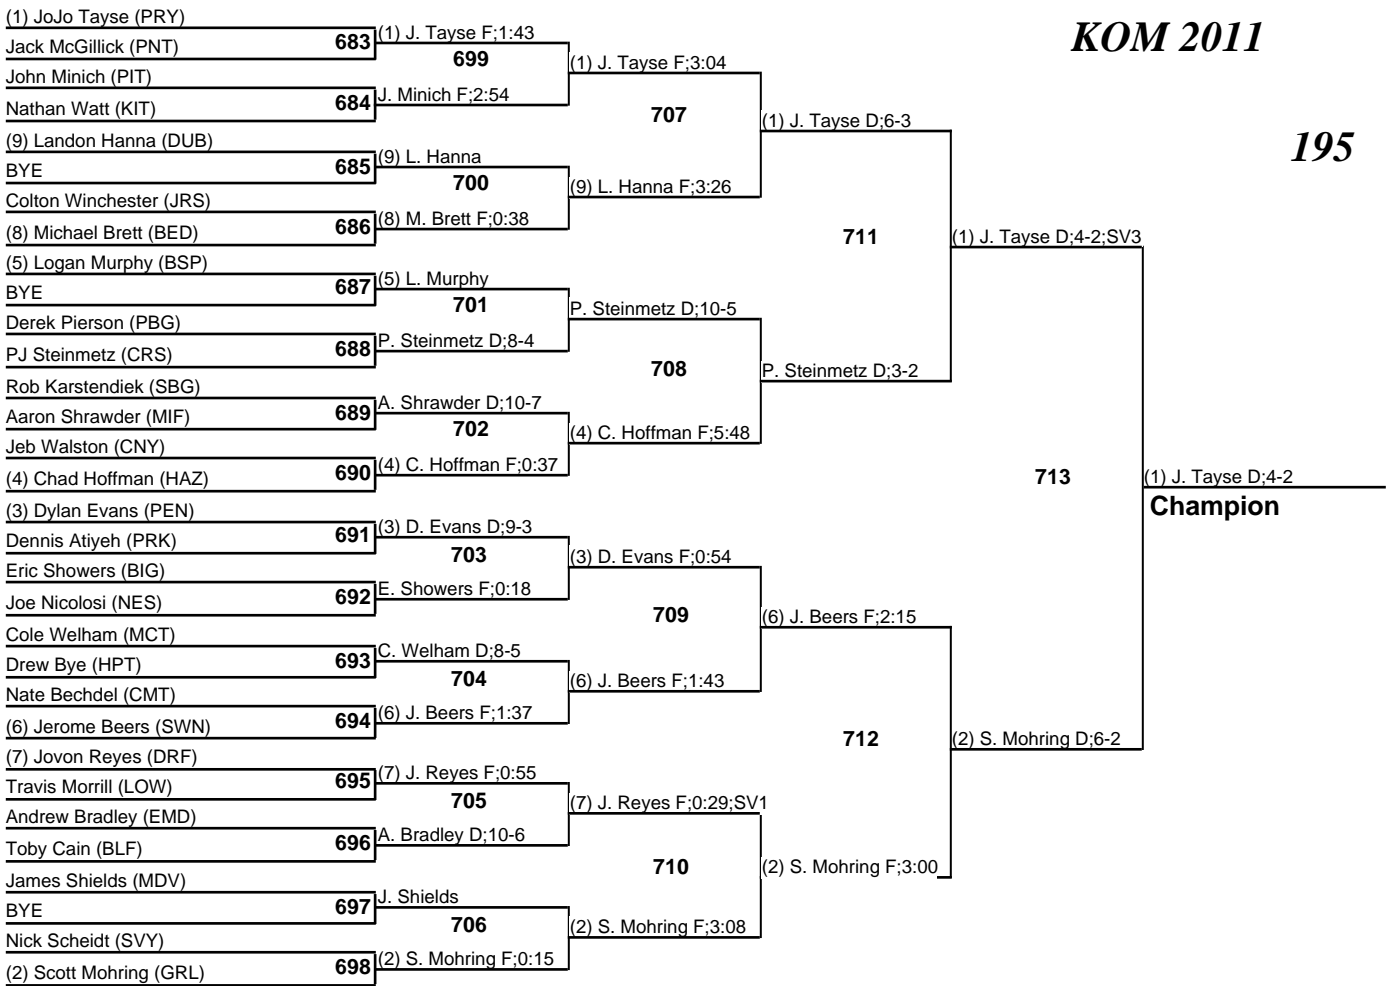 KOM 2011
195
(1) JoJo Tayse (PRY)
Jack McGillick (PNT)
John Minich (PIT)
Nathan Watt (KIT)
(9) Landon Hanna (DUB)
BYE
Colton Winchester (JRS)
(8) Michael Brett (BED)
(5) Logan Murphy (BSP)
BYE
Derek Pierson (PBG)
PJ Steinmetz (CRS)
Rob Karstendiek (SBG)
Aaron Shrawder (MIF)
Jeb Walston (CNY)
(4) Chad Hoffman (HAZ)
(3) Dylan Evans (PEN)
Dennis Atiyeh (PRK)
Eric Showers (BIG)
Joe Nicolosi (NES)
Cole Welham (MCT)
Drew Bye (HPT)
Nate Bechdel (CMT)
(6) Jerome Beers (SWN)
(7) Jovon Reyes (DRF)
Travis Morrill (LOW)
Andrew Bradley (EMD)
Toby Cain (BLF)
James Shields (MDV)
BYE
Nick Scheidt (SVY)
(2) Scott Mohring (GRL)
683
684
685
686
687
688
689
690
691
692
693
694
695
696
697
698
(1) J. Tayse F;1:43
699
J. Minich F;2:54
(9) L. Hanna
700
(8) M. Brett F;0:38
(5) L. Murphy
701
P. Steinmetz D;8-4
A. Shrawder D;10-7
702
(4) C. Hoffman F;0:37
(3) D. Evans D;9-3
703
E. Showers F;0:18
C. Welham D;8-5
704
(6) J. Beers F;1:37
(7) J. Reyes F;0:55
705
A. Bradley D;10-6
J. Shields
706
(2) S. Mohring F;0:15
(1) J. Tayse F;3:04
707
(9) L. Hanna F;3:26
P. Steinmetz D;10-5
708
(4) C. Hoffman F;5:48
(3) D. Evans F;0:54
709
(6) J. Beers F;1:43
(7) J. Reyes F;0:29;SV1
710
(2) S. Mohring F;3:08
(1) J. Tayse D;6-3
711
P. Steinmetz D;3-2
(6) J. Beers F;2:15
712
(2) S. Mohring F;3:00
(1) J. Tayse D;4-2;SV3
713
(2) S. Mohring D;6-2
(1) J. Tayse D;4-2
Champion